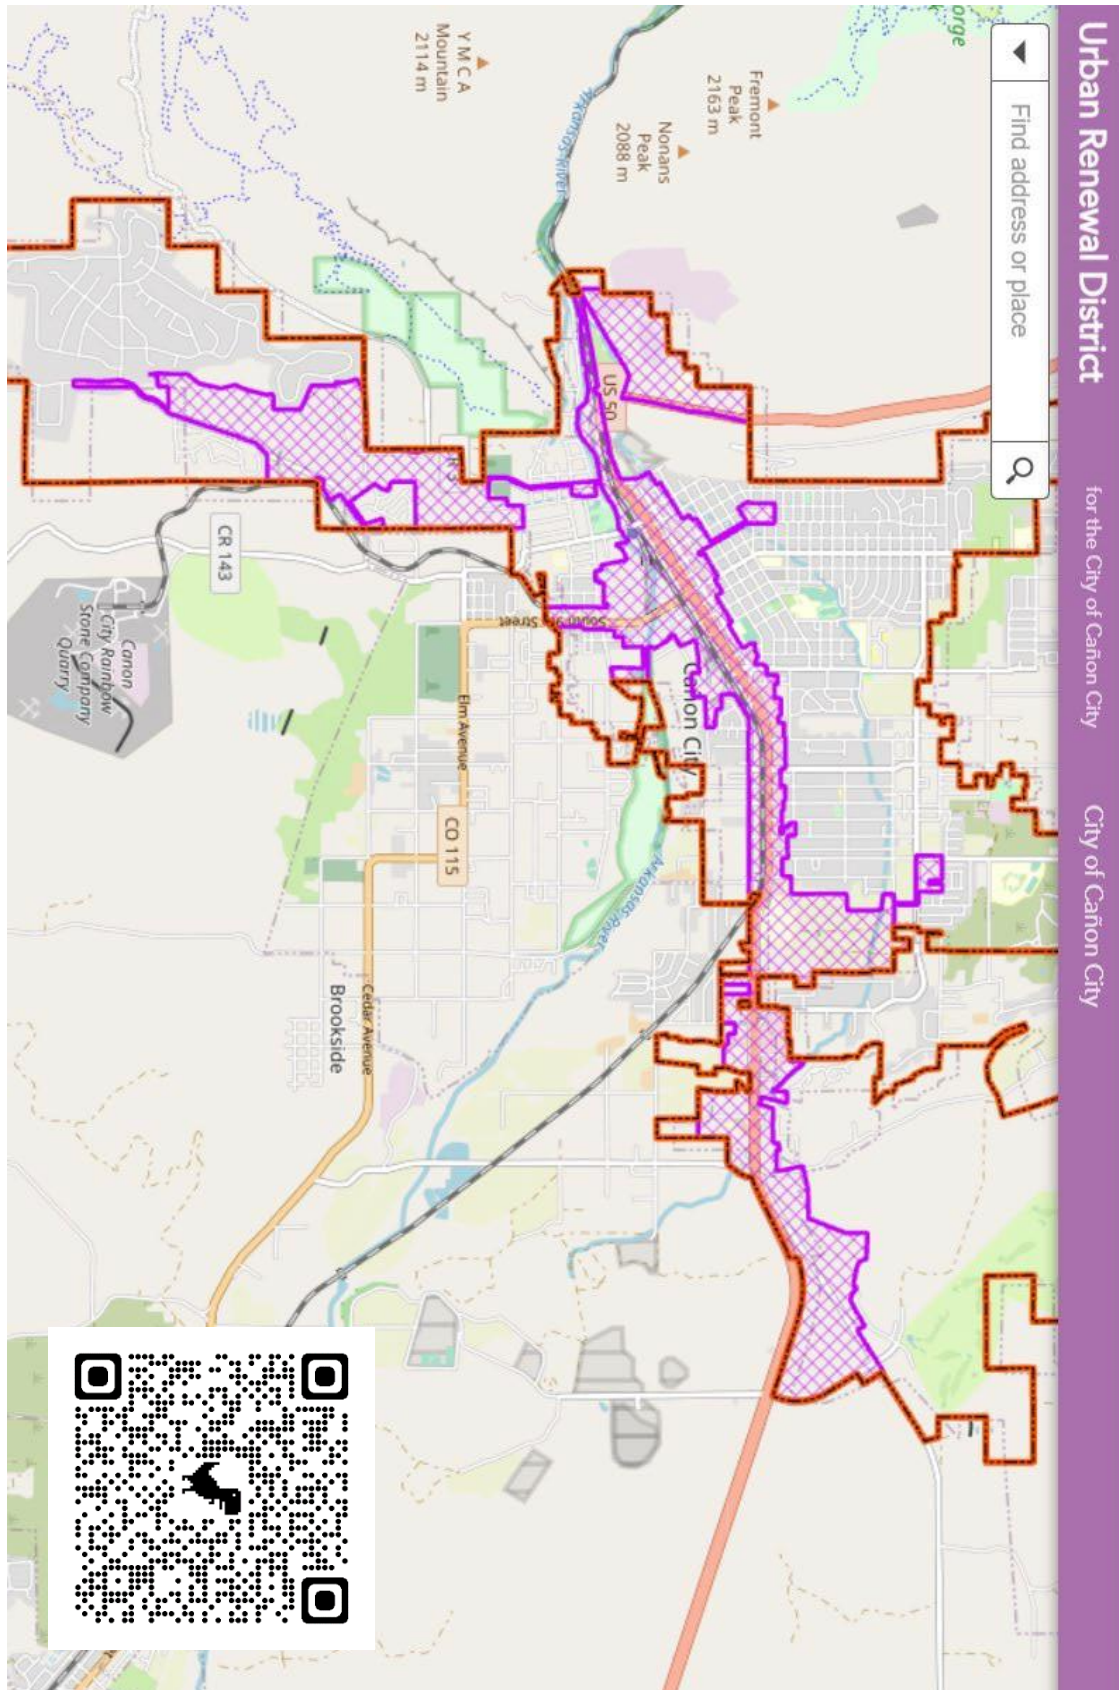 Urban Renewal District
for the City of Cañon City
City of Cañon City
Find address or place
orge
Fremont
Peak
2163 m
Nonans
Peak
2088 m
Y M C A
Mountain
2114 m
Arkansas River
US 50
CR 143
Cañon City
South 9th Street
Elm Avenue
CO 115
Arkansas River
Canon
City Rainbow
Stone Company
Quarry
Brookside
Cedar Avenue